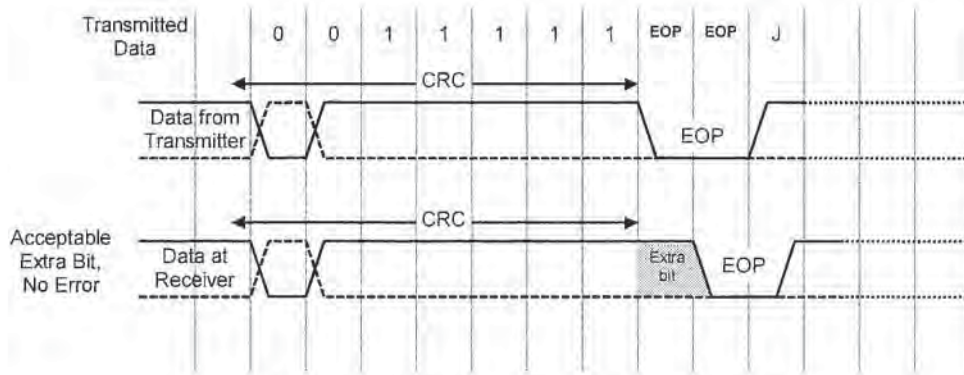 Transmitted
Data
0 0 1 1 1 1 1 EOP EOP J
CRC
Data from
Transmitter
EOP
CRC
Acceptable
Extra Bit,
No Error
Data at
Receiver
Extra
bit
EOP